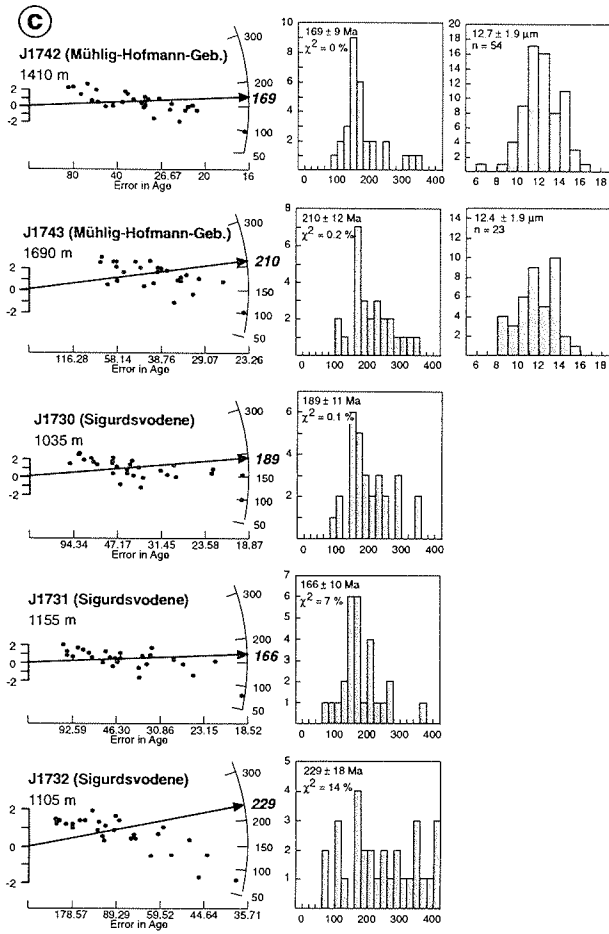 C
J1742 (Mühlig-Hofmann-Geb.)
1410 m
2
0
-2
300
200
169
100
50
80 40 26.67 20 16
Error in Age
169 ± 9 Ma
χ2 = 0 %
10
8
6
4
2
0 100 200 300 400
12.7 ± 1.9 µm
n = 54
20
18
16
14
12
10
8
6
4
2
6 8 10 12 14 16 18
J1743 (Mühlig-Hofmann-Geb.)
1690 m
2
0
-2
300
210
150
100
50
116.28 58.14 38.76 29.07 23.26
Error in Age
210 ± 12 Ma
χ2 = 0.2 %
8
6
4
2
0 100 200 300 400
12.4 ± 1.9 µm
n = 23
14
12
10
8
6
4
2
6 8 10 12 14 16 18
J1730 (Sigurdsvodene)
1035 m
2
0
-2
300
189
150
100
50
94.34 47.17 31.45 23.58 18.87
Error in Age
189 ± 11 Ma
χ2 = 0.1 %
6
4
2
0 100 200 300 400
J1731 (Sigurdsvodene)
1155 m
2
0
-2
300
200
166
100
50
92.59 46.30 30.86 23.15 18.52
Error in Age
166 ± 10 Ma
χ2 = 7 %
7
6
5
4
3
2
1
0 100 200 300 400
J1732 (Sigurdsvodene)
1105 m
2
0
-2
300
229
200
150
100
50
178.57 89.29 59.52 44.64 35.71
Error in Age
229 ± 18 Ma
χ2 = 14 %
5
4
3
2
1
0 100 200 300 400